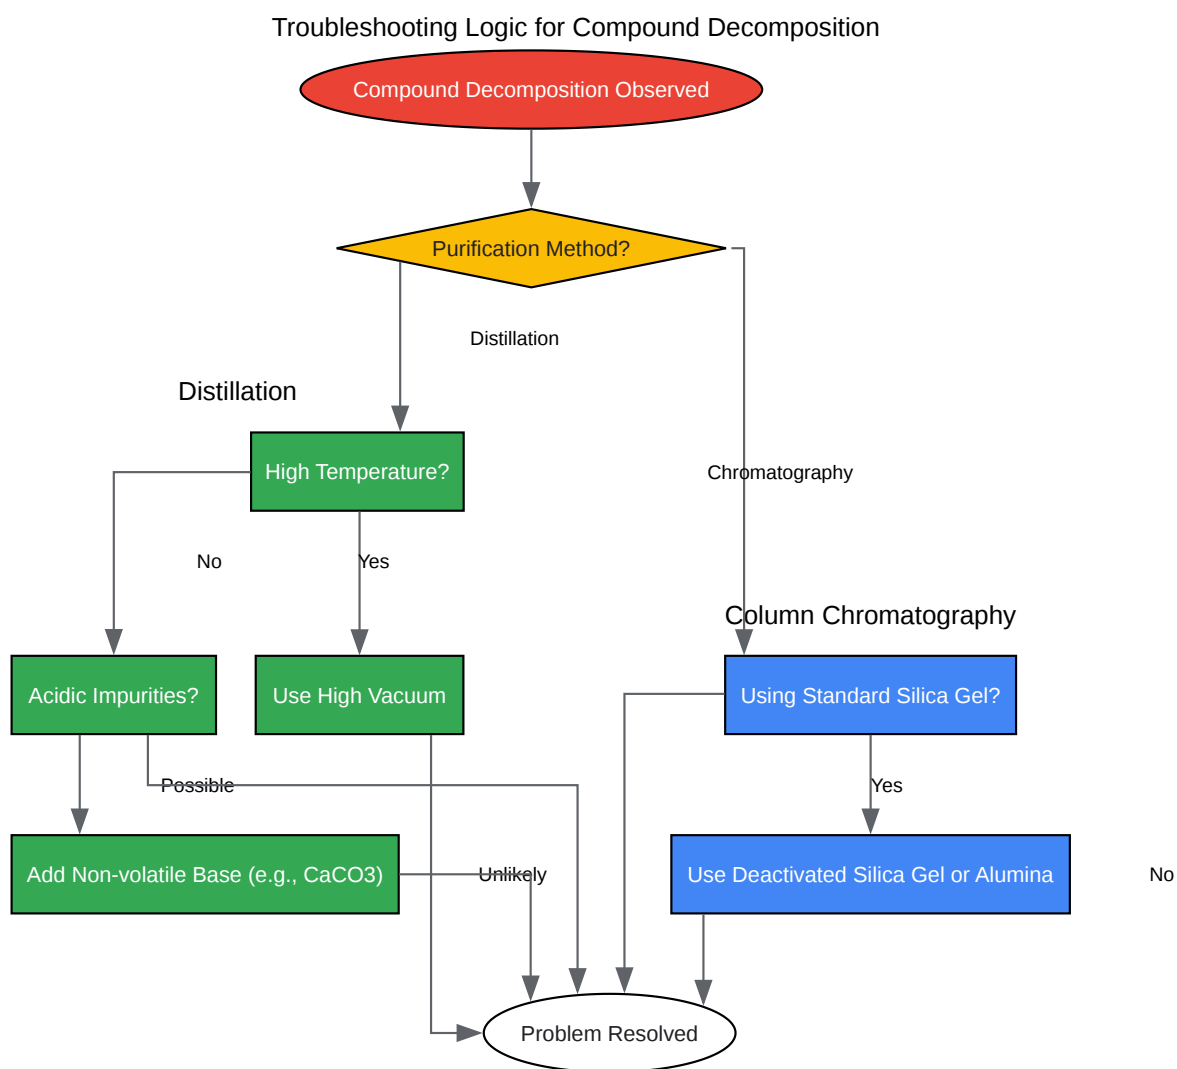 Troubleshooting Logic for Compound Decomposition
Compound Decomposition Observed
Purification Method?
Distillation
Distillation
High Temperature?
Chromatography
No
Yes
Column Chromatography
Acidic Impurities?
Use High Vacuum
Using Standard Silica Gel?
Possible
Yes
Add Non-volatile Base (e.g., CaCO3)
Unlikely
Use Deactivated Silica Gel or Alumina
No
Problem Resolved